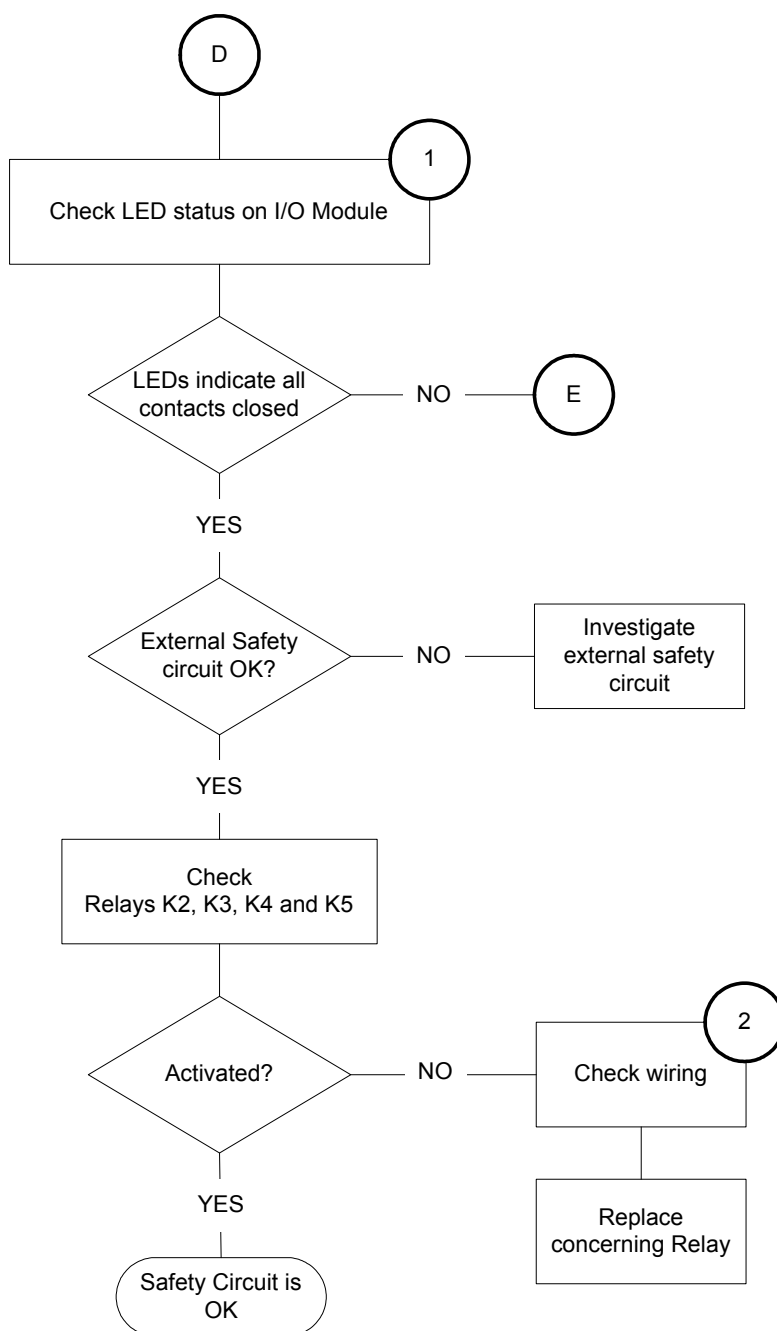 D
1
Check LED status on I/O Module
LEDs indicate all
contacts closed
NO
E
YES
External Safety
circuit OK?
NO
Investigate
external safety
circuit
YES
Check
Relays K2, K3, K4 and K5
2
Activated?
NO
Check wiring
YES
Replace
concerning Relay
Safety Circuit is
OK